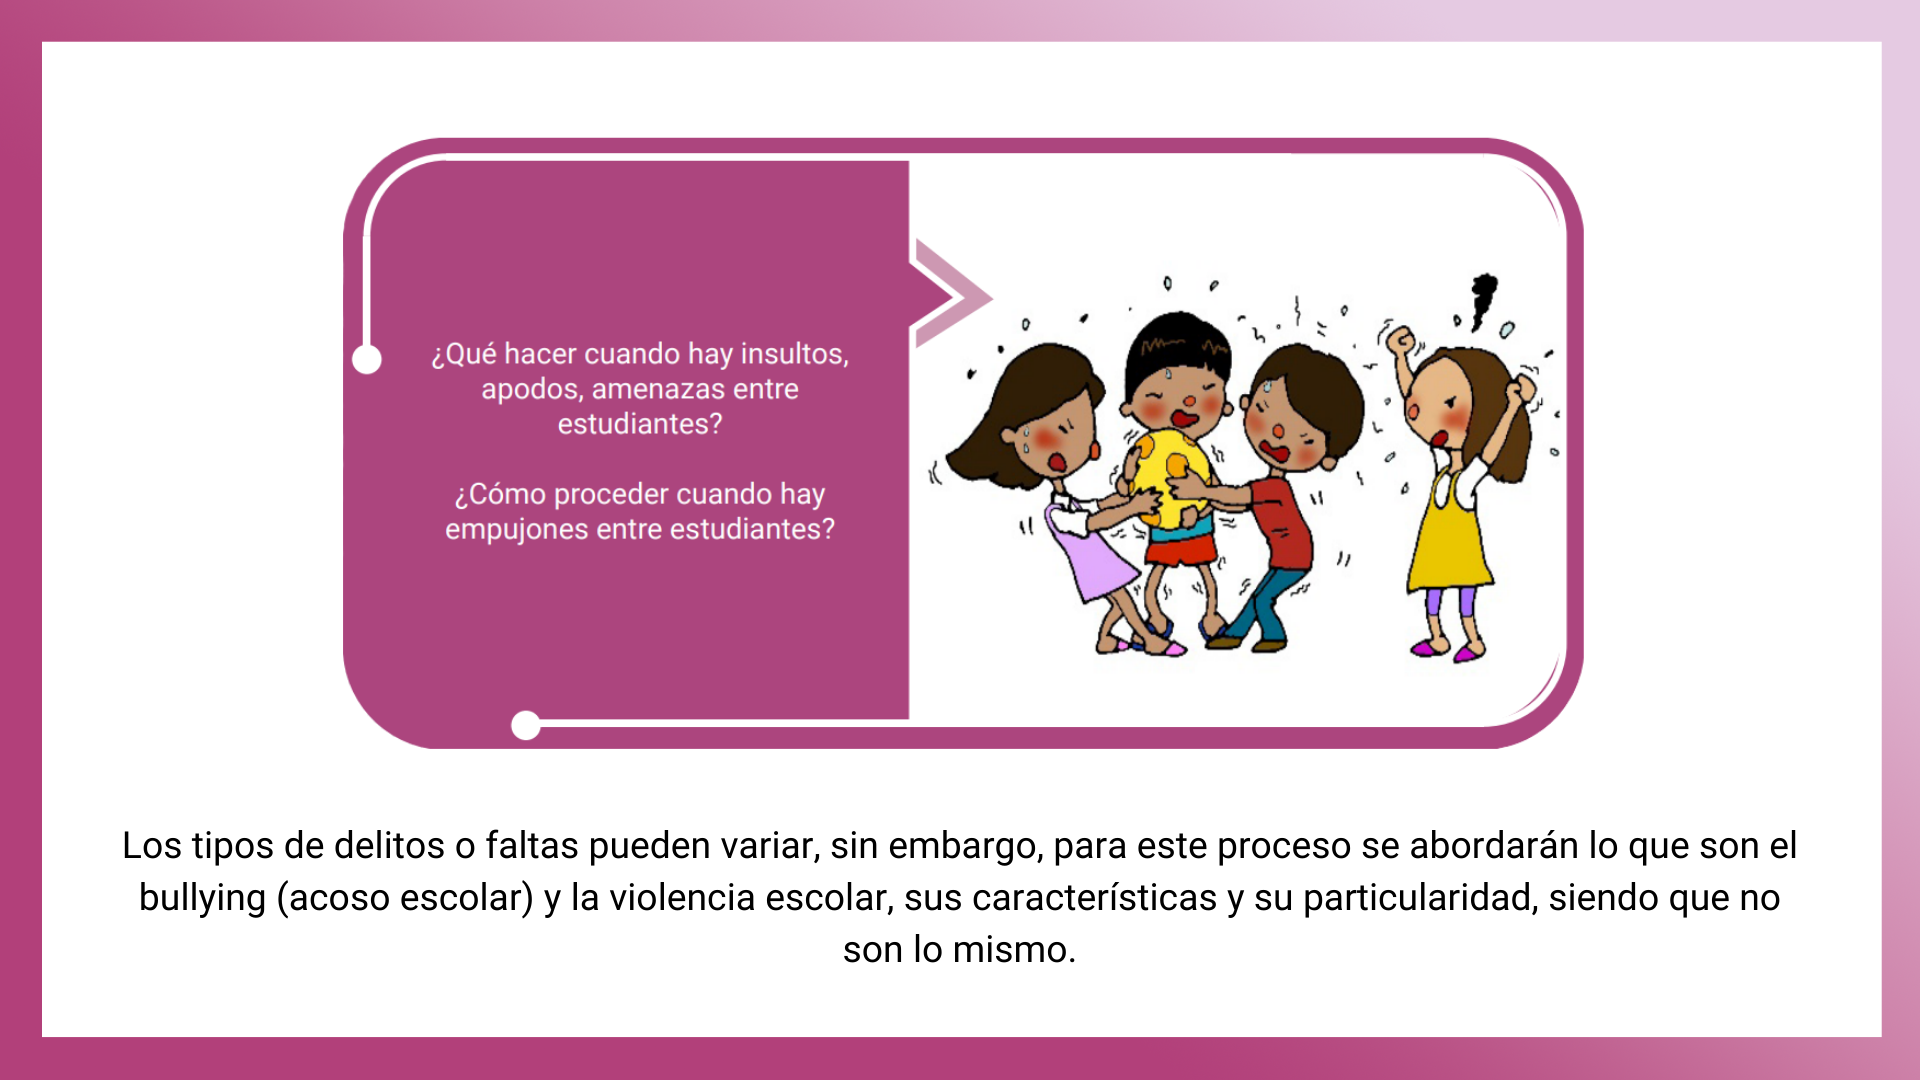 ¿Qué hacer cuando hay insultos,
apodos, amenazas entre
estudiantes?
¿Cómo proceder cuando hay
empujones entre estudiantes?
Los tipos de delitos o faltas pueden variar, sin embargo, para este proceso se abordarán lo que son el
bullying (acoso escolar) y la violencia escolar, sus características y su particularidad, siendo que no
son lo mismo.